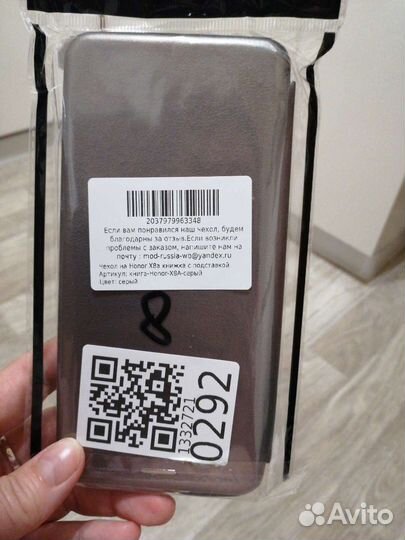 2037979963348
Если вам понравился наш чехол, будем
благодарны за отзыв.Если возникли
проблемы с заказом, напишите нам на
почту : mod-russia-wb@yandex.ru
Чехол на Honor X8a книжка с подставкой
Артикул: книга-Honor-X8A-серый
Цвет: серый
8
1332721
0292
Avito